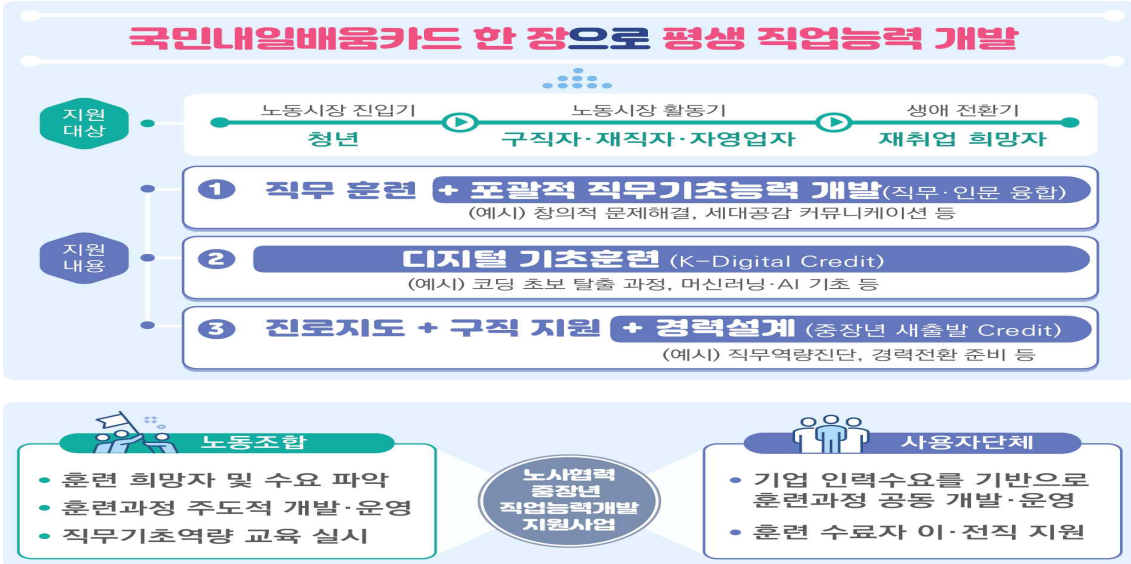 국민내일배움카드 한 장으로 평생 직업능력 개발
지원
대상
노동시장 진입기
노동시장 활동기
생애 전환기
청년
구직자·재직자·자영업자
재취업 희망자
지원
내용
1 직무 훈련 + 포괄적 직무기초능력 개발(직무·인문 융합)
(예시) 창의적 문제해결, 세대공감 커뮤니케이션 등
2 디지털 기초훈련 (K-Digital Credit)
(예시) 코딩 초보 탈출 과정, 머신러닝·AI 기초 등
3 진로지도 + 구직 지원 + 경력설계 (중장년 새출발 Credit)
(예시) 직무역량진단, 경력전환 준비 등
노동조합
• 훈련 희망자 및 수요 파악
• 훈련과정 주도적 개발·운영
• 직무기초역량 교육 실시
노사협력
중장년
직업능력개발
지원사업
사용자단체
• 기업 인력수요를 기반으로
훈련과정 공동 개발·운영
• 훈련 수료자 이·전직 지원